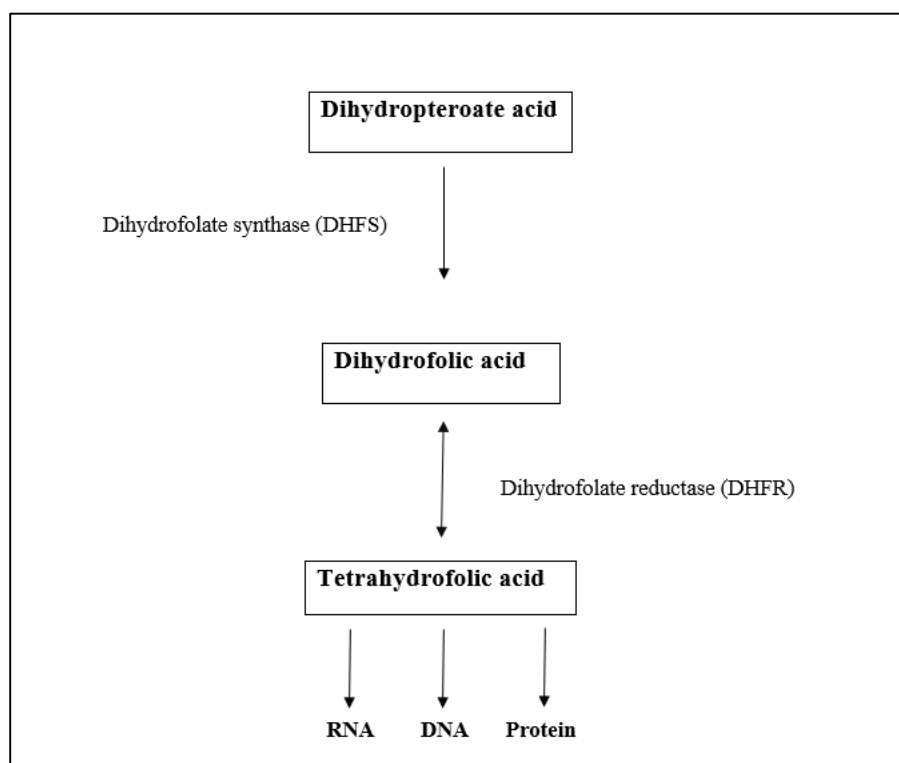 Dihydropteroate acid
Dihydrofolate synthase (DHFS)
Dihydrofolic acid
Dihydrofolate reductase (DHFR)
Tetrahydrofolic acid
RNA DNA Protein